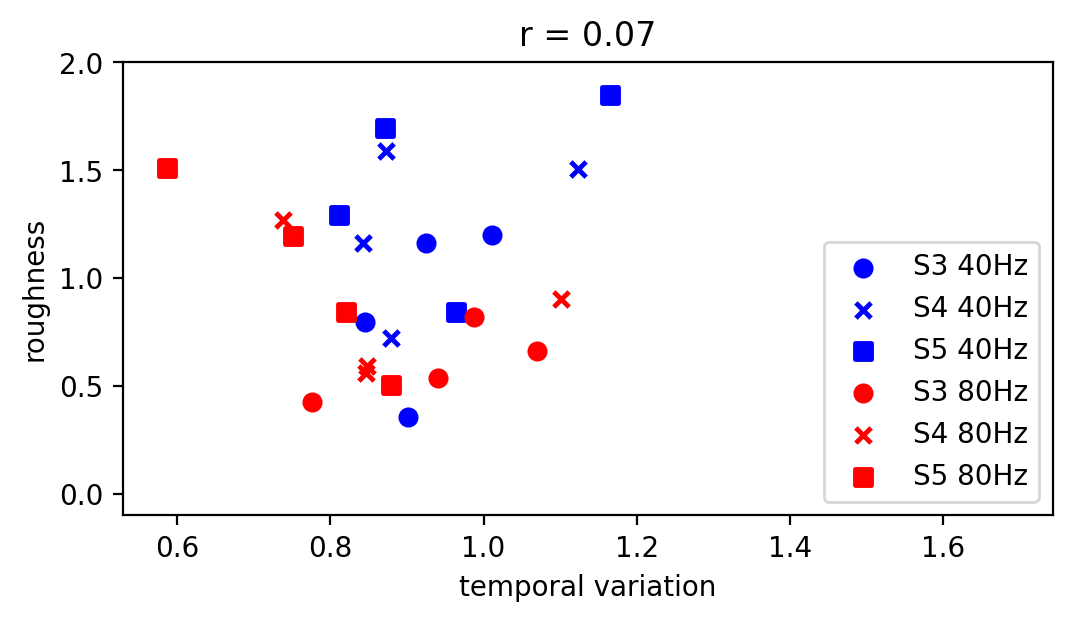 r = 0.07
2.0
1.5
1.0
0.5
0.0
roughness
0.6 0.8 1.0 1.2 1.4 1.6
temporal variation
S3 40Hz
S4 40Hz
S5 40Hz
S3 80Hz
S4 80Hz
S5 80Hz